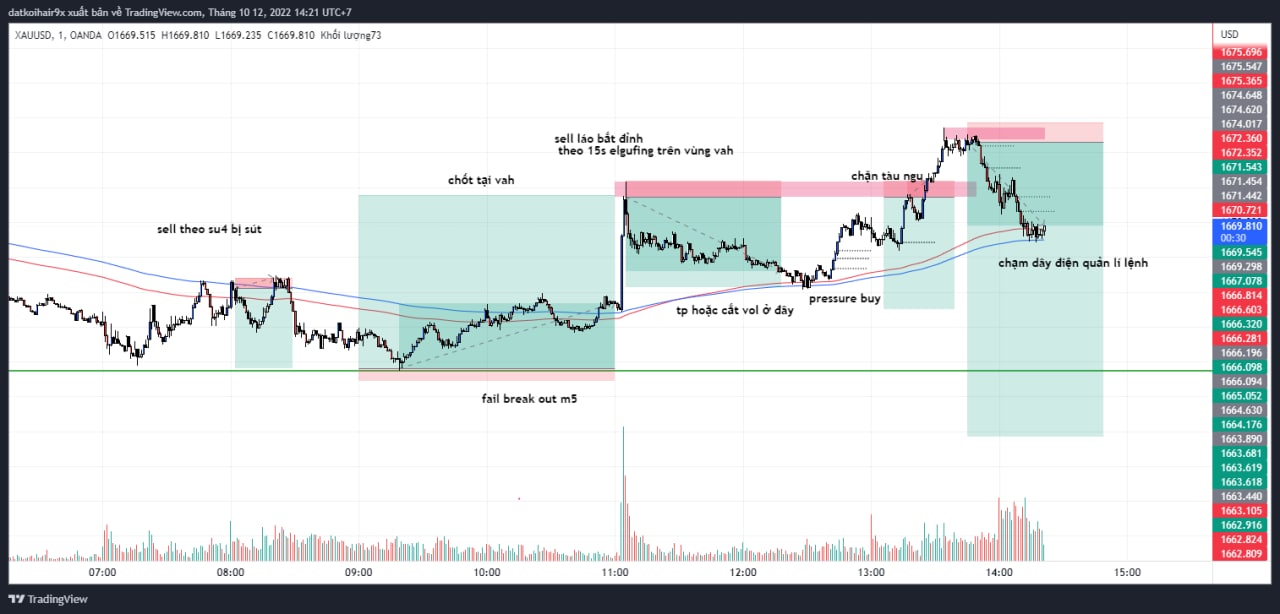 datkoihair9x xuất bản về TradingView.com, Tháng 10 12, 2022 14:21 UTC+7
XAUUSD, 1, OANDA O1669.515 H1669.810 L1669.235 C1669.810 Khối lượng73
USD
1675.696
1675.547
1675.365
1674.648
1674.620
1674.017
1672.360
1672.352
1671.543
1671.454
1671.442
1670.721
1669.810
00:30
1669.545
1669.298
1667.078
1666.814
1666.603
1666.320
1666.281
1666.196
1666.098
1666.094
1665.052
1664.630
1664.176
1663.890
1663.681
1663.619
1663.618
1663.440
1663.105
1662.916
1662.824
1662.809
sell láo bắt đỉnh
theo 15s elgufing trên vùng vah
chốt tại vah
chặn tàu ngu
sell theo su4 bị sút
chạm dây điện quản lí lệnh
pressure buy
tp hoặc cắt vol ở đây
fail break out m5
07:00 08:00 09:00 10:00 11:00 12:00 13:00 14:00 15:00
TradingView